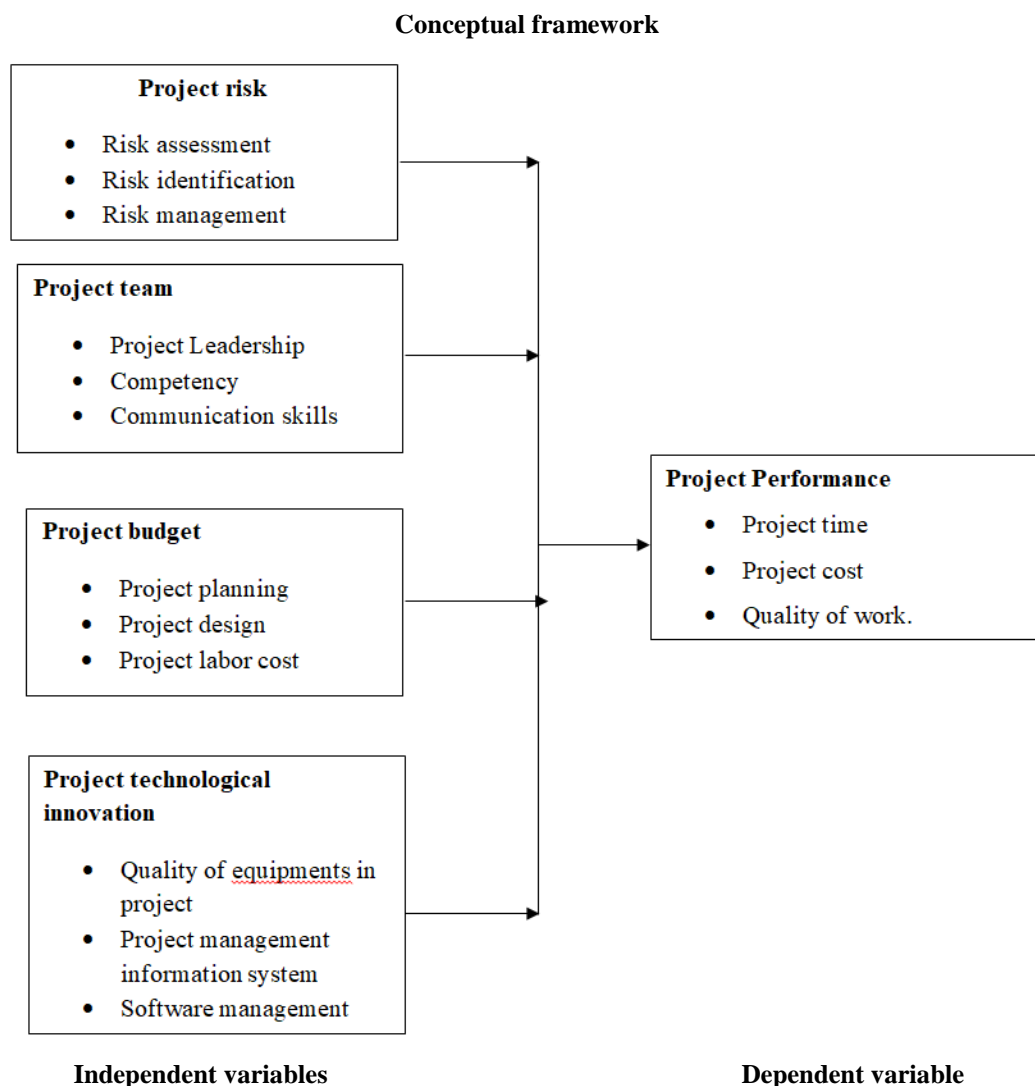 Conceptual framework
Project risk
• Risk assessment
• Risk identification
• Risk management
Project team
• Project Leadership
• Competency
• Communication skills
Project budget
• Project planning
• Project design
• Project labor cost
Project technological
innovation
• Quality of equipments in
project
• Project management
information system
• Software management
Project Performance
• Project time
• Project cost
• Quality of work.
Independent variables
Dependent variable